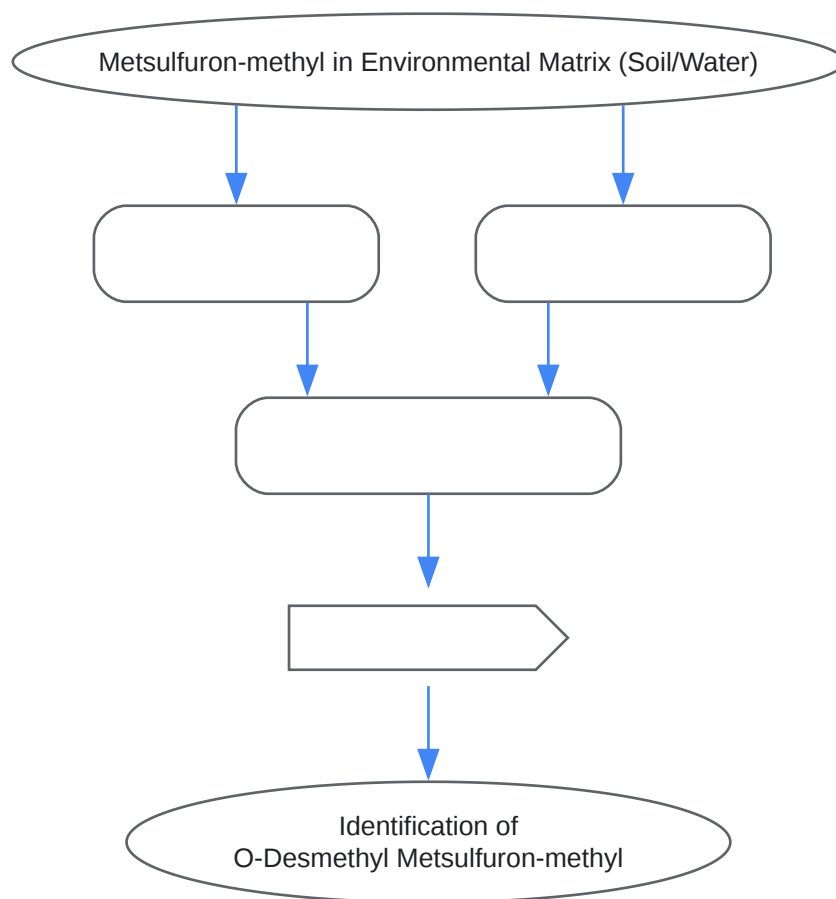 Metsulfuron-methyl in Environmental Matrix (Soil/Water)
Identification of
O-Desmethyl Metsulfuron-methyl